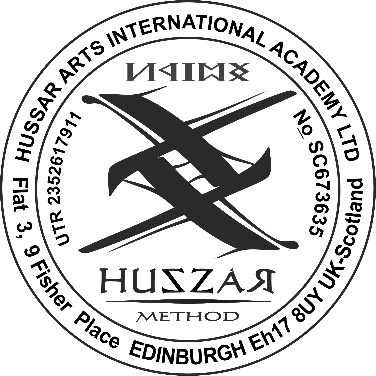 HUSSAR ARTS INTERNATIONAL ACADEMY LTD
Flat 3, 9 Fisher Place EDINBURGH Eh17 8UY UK-Scotland
UTR 2352617911
No SC673635
HUZZAR
METHOD